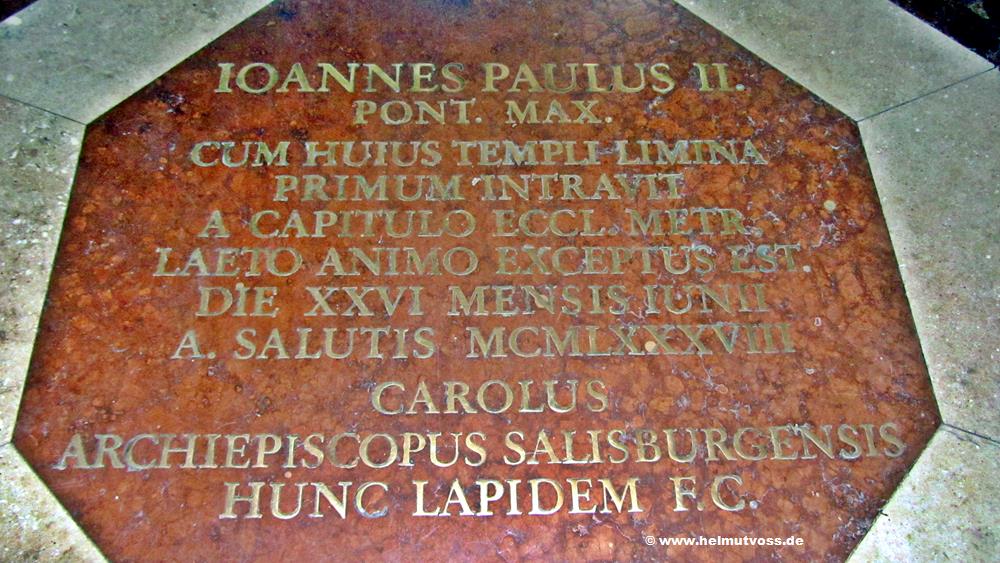 IOANNES PAULUS II.
PONT. MAX.
CUM HUIUS TEMPLI LIMINA
PRIMUM INTRAVIT
A CAPITULO ECCL. METR.
LAETO ANIMO EXCEPTUS EST.
DIE XXVI MENSIS IUNII
A. SALUTIS MCMLXXXVIII
CAROLUS
ARCHIEPISCOPUS SALISBURGENSIS
HUNC LAPIDEM F.C.
© www.helmutvoss.de